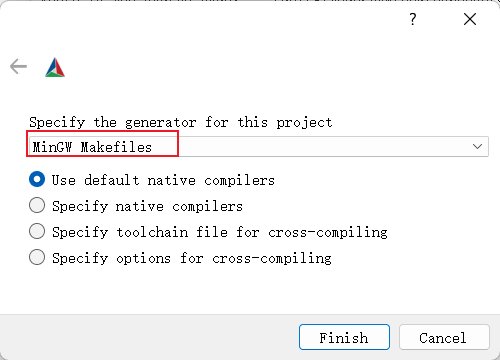 ?
Specify the generator for this project
MinGW Makefiles
Use default native compilers
Specify native compilers
Specify toolchain file for cross-compiling
Specify options for cross-compiling
Finish Cancel